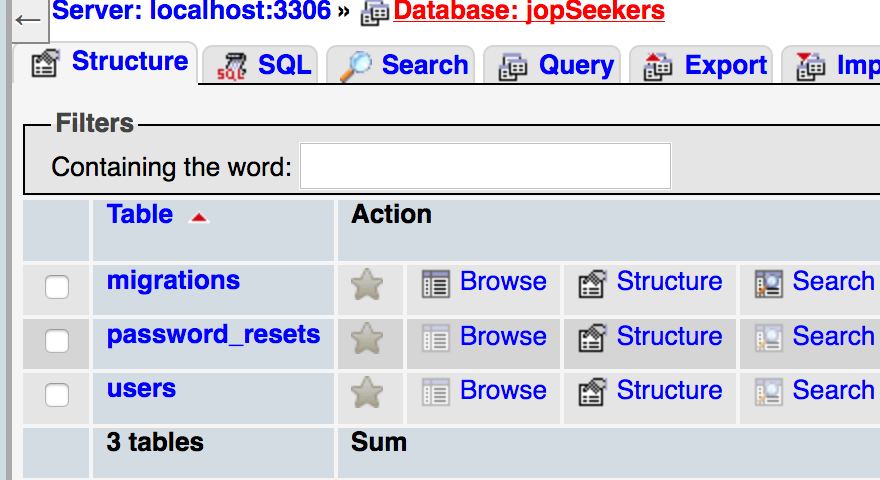 Server: localhost:3306 » Database: jopSeekers
Structure SQL Search Query Export Imp
Filters
Containing the word:
Table Action
migrations Browse Structure Search
password_resets Browse Structure Search
users Browse Structure Search
3 tables Sum